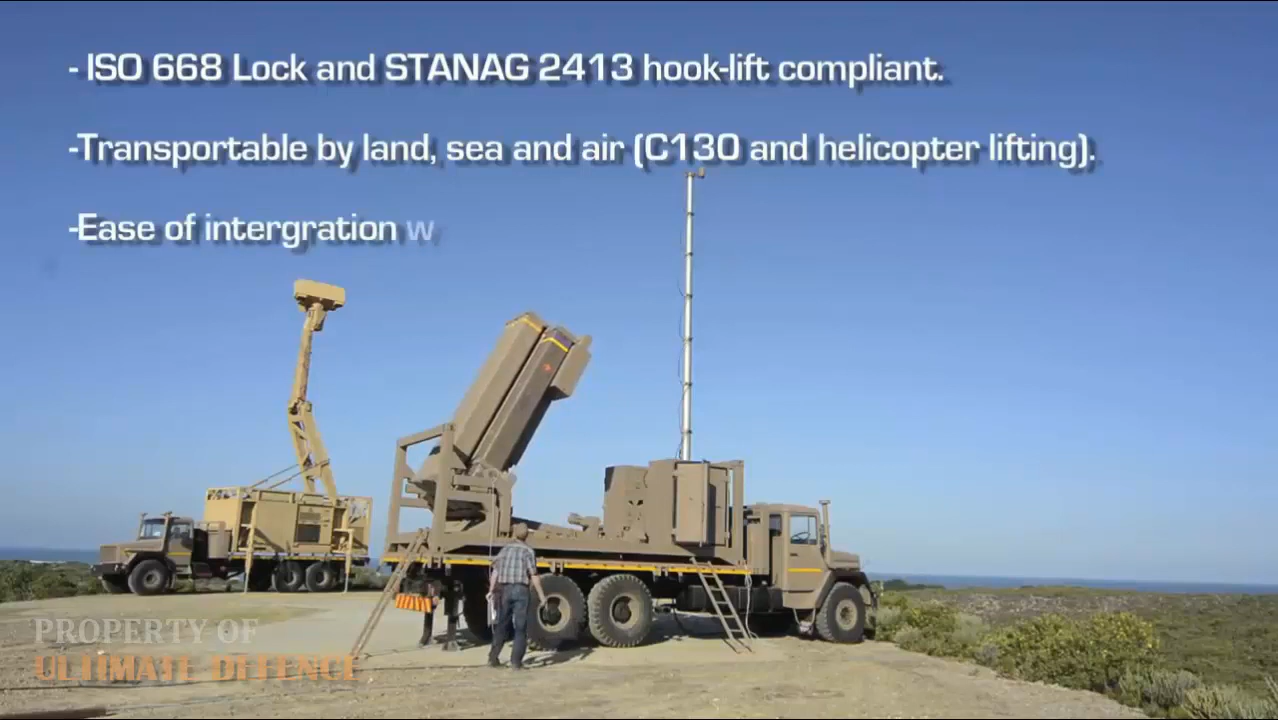 - ISO 668 Lock and STANAG 2413 hook-lift compliant.
-Transportable by land, sea and air (C130 and helicopter lifting).
-Ease of intergration w
PROPERTY OF
ULTIMATE DEFENCE